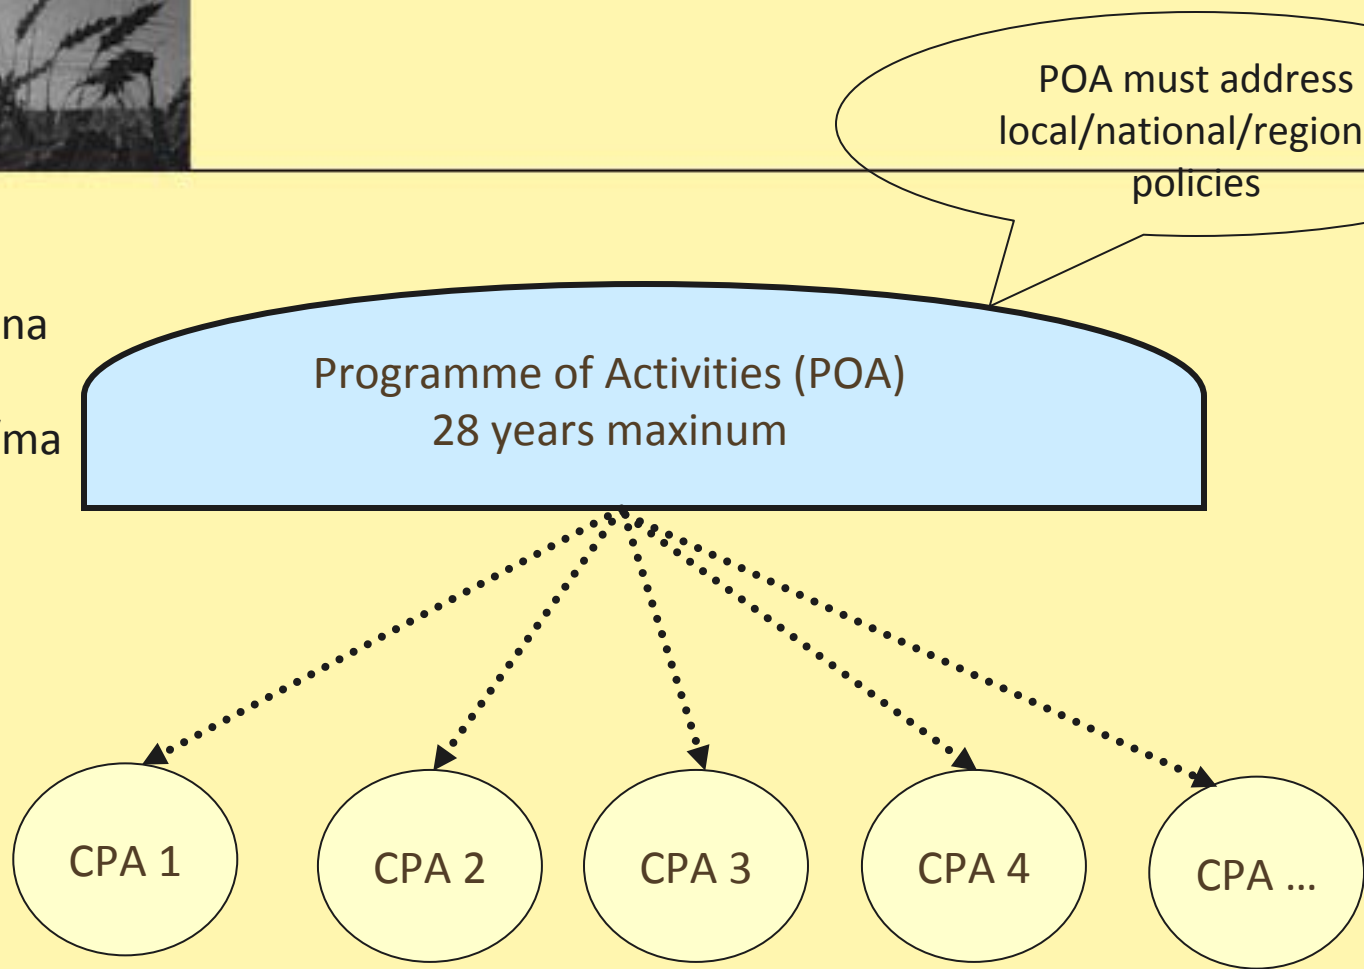 POA must address
local/national/region
policies
na
/ma
Programme of Activities (POA)
28 years maxinum
CPA 1
CPA 2
CPA 3
CPA 4
CPA ...